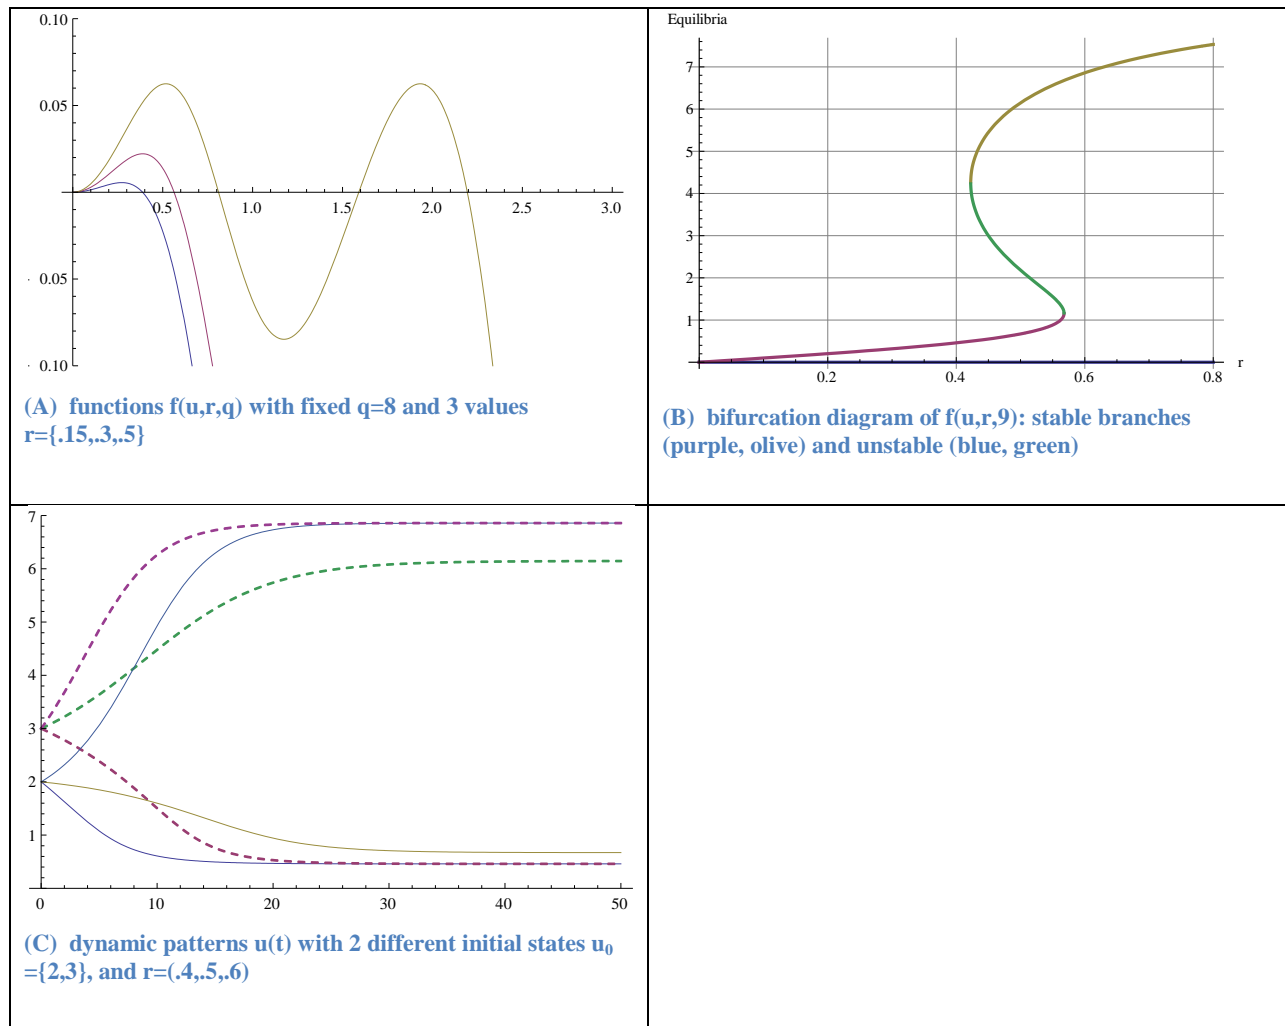 0.10
0.05
0.5 1.0 1.5 2.0 2.5 3.0
0.05
0.10
(A) functions f(u,r,q) with fixed q=8 and 3 values
r={.15,.3,.5}
Equilibria
7
6
5
4
3
2
1
r
0.2 0.4 0.6 0.8
(B) bifurcation diagram of f(u,r,9): stable branches
(purple, olive) and unstable (blue, green)
7
6
5
4
3
2
1
0 10 20 30 40 50
(C) dynamic patterns u(t) with 2 different initial states u₀
={2,3}, and r=(.4,.5,.6)